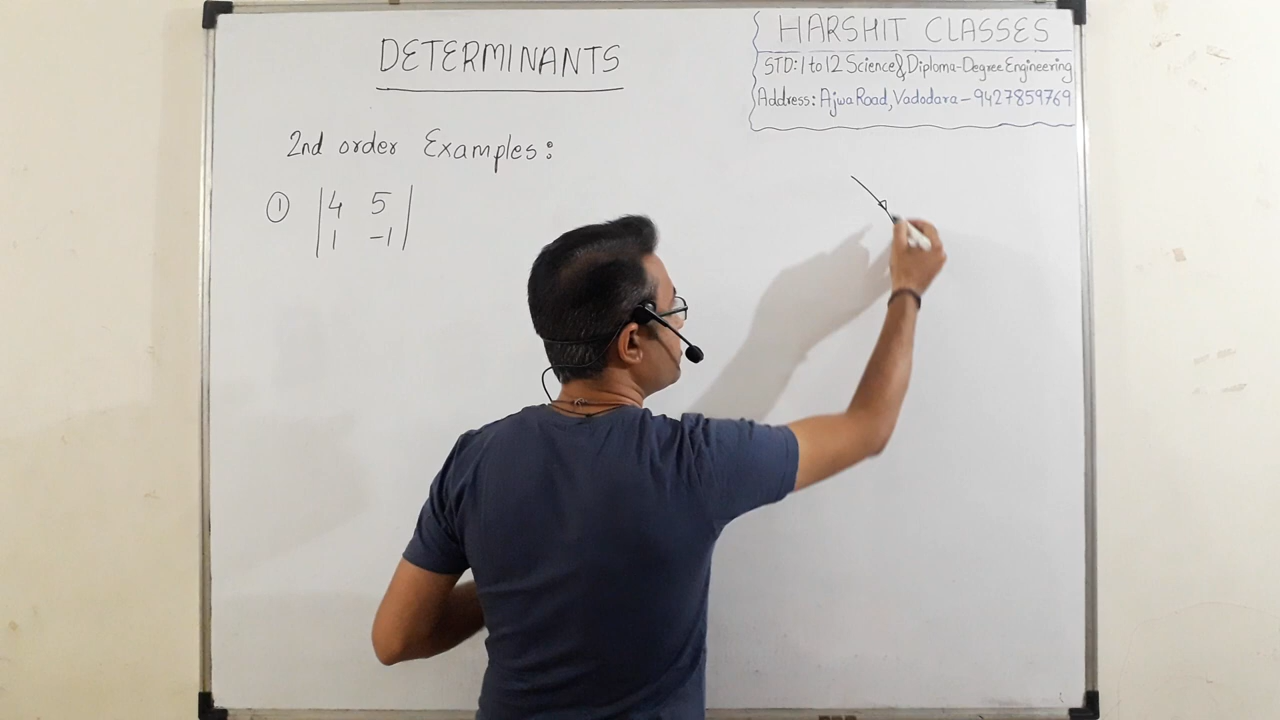 DETERMINANTS
HARSHIT CLASSES
STD: 1 to 12 Science & Diploma-Degree Engineering
Address: Ajwa Road, Vadodara - 9427859769
2nd order Examples:
① | 4 5 |
| 1 -1 |